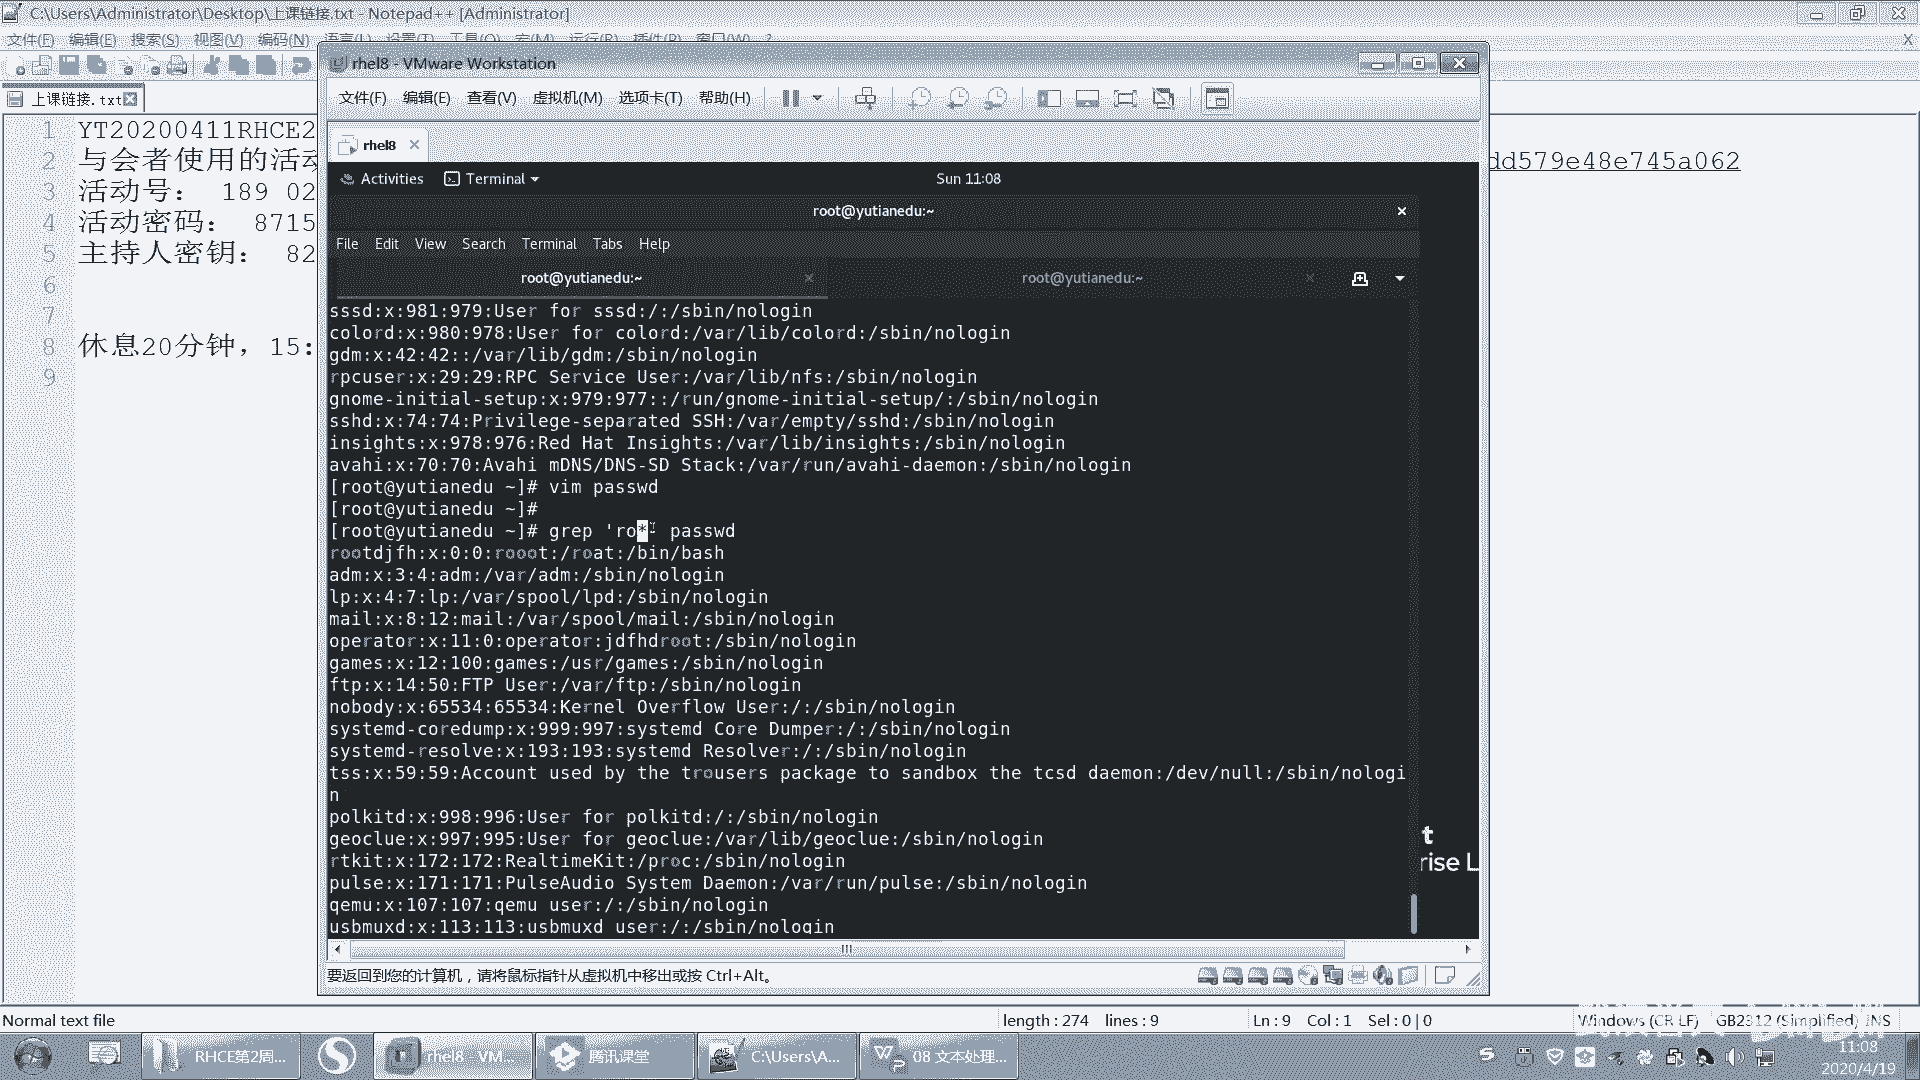 C:\Users\Administrator\Desktop\上课链接.txt - Notepad++ [Administrator]
文件(F) 编辑(E) 搜索(S) 视图(V) 编码(N) 语言(L) 设置(T) 工具(O) 宏(M) 运行(R) 插件(P) 窗口(W) ?
上课链接.txt
1 YT20200411RHCE2
2 与会者使用的活动
dd579e48e745a062
3 活动号： 189 02
4 活动密码： 8715
5 主持人密钥： 82
6
7
8 休息20分钟，15:
9
rhel8 - VMware Workstation
文件(F) 编辑(E) 查看(V) 虚拟机(M) 选项卡(T) 帮助(H)
rhel8
Activities Terminal Sun 11:08
root@yutianedu:~
File Edit View Search Terminal Tabs Help
root@yutianedu:~ root@yutianedu:~
sssd:x:981:979:User for sssd:/:/sbin/nologin
colord:x:980:978:User for colord:/var/lib/colord:/sbin/nologin
gdm:x:42:42::/var/lib/gdm:/sbin/nologin
rpcuser:x:29:29:RPC Service User:/var/lib/nfs:/sbin/nologin
gnome-initial-setup:x:979:977::/run/gnome-initial-setup/:/sbin/nologin
sshd:x:74:74:Privilege-separated SSH:/var/empty/sshd:/sbin/nologin
insights:x:978:976:Red Hat Insights:/var/lib/insights:/sbin/nologin
avahi:x:70:70:Avahi mDNS/DNS-SD Stack:/var/run/avahi-daemon:/sbin/nologin
[root@yutianedu ~]# vim passwd
[root@yutianedu ~]#
[root@yutianedu ~]# grep 'ro*' passwd
rootdjfh:x:0:0:rooot:/roat:/bin/bash
adm:x:3:4:adm:/var/adm:/sbin/nologin
lp:x:4:7:lp:/var/spool/lpd:/sbin/nologin
mail:x:8:12:mail:/var/spool/mail:/sbin/nologin
operator:x:11:0:operator:jdfhdroot:/sbin/nologin
games:x:12:100:games:/usr/games:/sbin/nologin
ftp:x:14:50:FTP User:/var/ftp:/sbin/nologin
nobody:x:65534:65534:Kernel Overflow User:/:/sbin/nologin
systemd-coredump:x:999:997:systemd Core Dumper:/:/sbin/nologin
systemd-resolve:x:193:193:systemd Resolver:/:/sbin/nologin
tss:x:59:59:Account used by the trousers package to sandbox the tcsd daemon:/dev/null:/sbin/nologi
n
polkitd:x:998:996:User for polkitd:/:/sbin/nologin
geoclue:x:997:995:User for geoclue:/var/lib/geoclue:/sbin/nologin
rtkit:x:172:172:RealtimeKit:/proc:/sbin/nologin
pulse:x:171:171:PulseAudio System Daemon:/var/run/pulse:/sbin/nologin
qemu:x:107:107:qemu user:/:/sbin/nologin
usbmuxd:x:113:113:usbmuxd user:/:/sbin/nologin
t
rise L
要返回到您的计算机，请将鼠标指针从虚拟机中移出或按 Ctrl+Alt。
Normal text file length : 274 lines : 9 Ln : 9 Col : 1 Sel : 0 | 0 Windows (CR LF) GB2312 (Simplified) INS
RHCE第2周... rhel8 - VM... 腾讯课堂 C:\Users\A... 08 文本处理...
11:08
2020/4/19